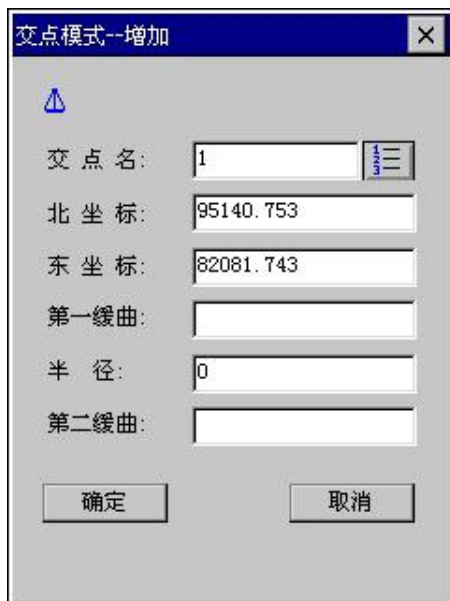 交点模式--增加
交 点 名: 1
北 坐 标: 95140.753
东 坐 标: 82081.743
第一缓曲:
半 径: 0
第二缓曲:
确定 取消